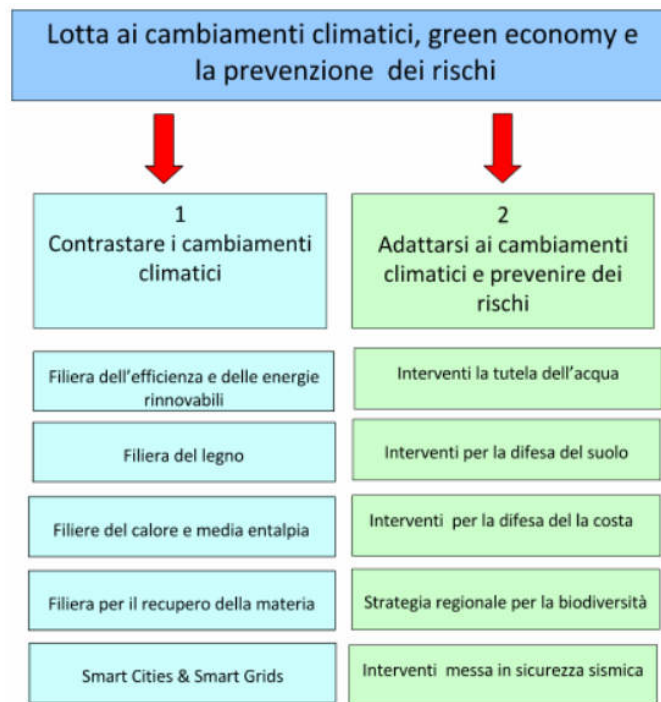 Lotta ai cambiamenti climatici, green economy e
la prevenzione dei rischi
1
Contrastare i cambiamenti
climatici
2
Adattarsi ai cambiamenti
climatici e prevenire dei
rischi
Filiera dell'efficienza e delle energie
rinnovabili
Filiera del legno
Filiere del calore e media entalpia
Filiera per il recupero della materia
Smart Cities & Smart Grids
Interventi la tutela dell'acqua
Interventi per la difesa del suolo
Interventi per la difesa del la costa
Strategia regionale per la biodiversità
Interventi messa in sicurezza sismica